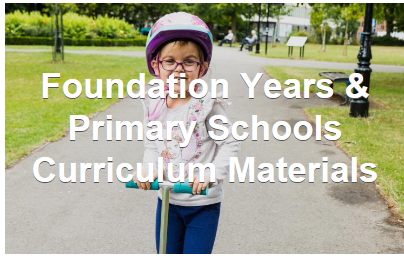 Foundation Years &
Primary Schools
Curriculum Materials